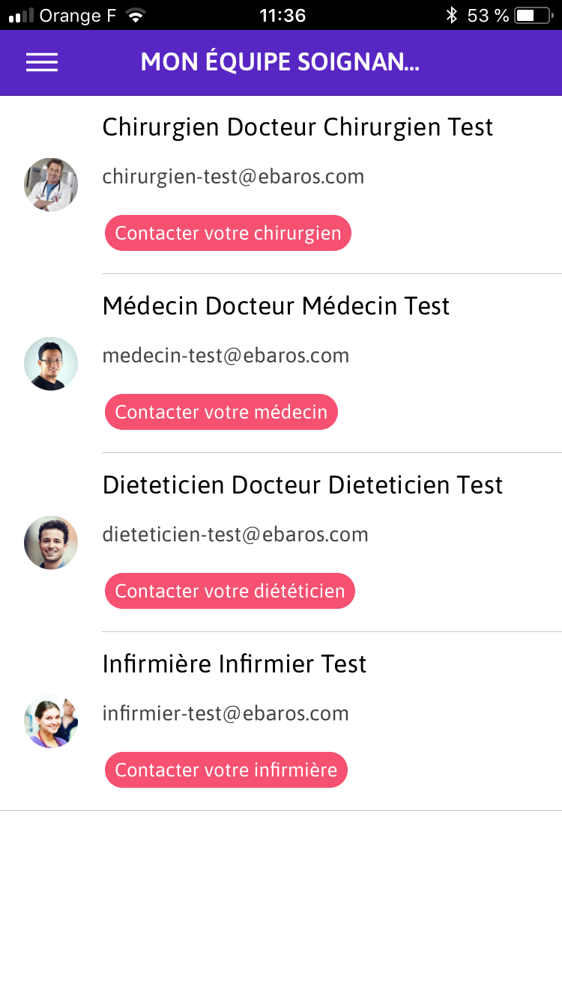 Orange F 11:36 53 %
MON ÉQUIPE SOIGNAN...
Chirurgien Docteur Chirurgien Test
chirurgien-test@ebaros.com
Contacter votre chirurgien
Médecin Docteur Médecin Test
medecin-test@ebaros.com
Contacter votre médecin
Dieteticien Docteur Dieteticien Test
dieteticien-test@ebaros.com
Contacter votre diététicien
Infirmière Infirmier Test
infirmier-test@ebaros.com
Contacter votre infirmière